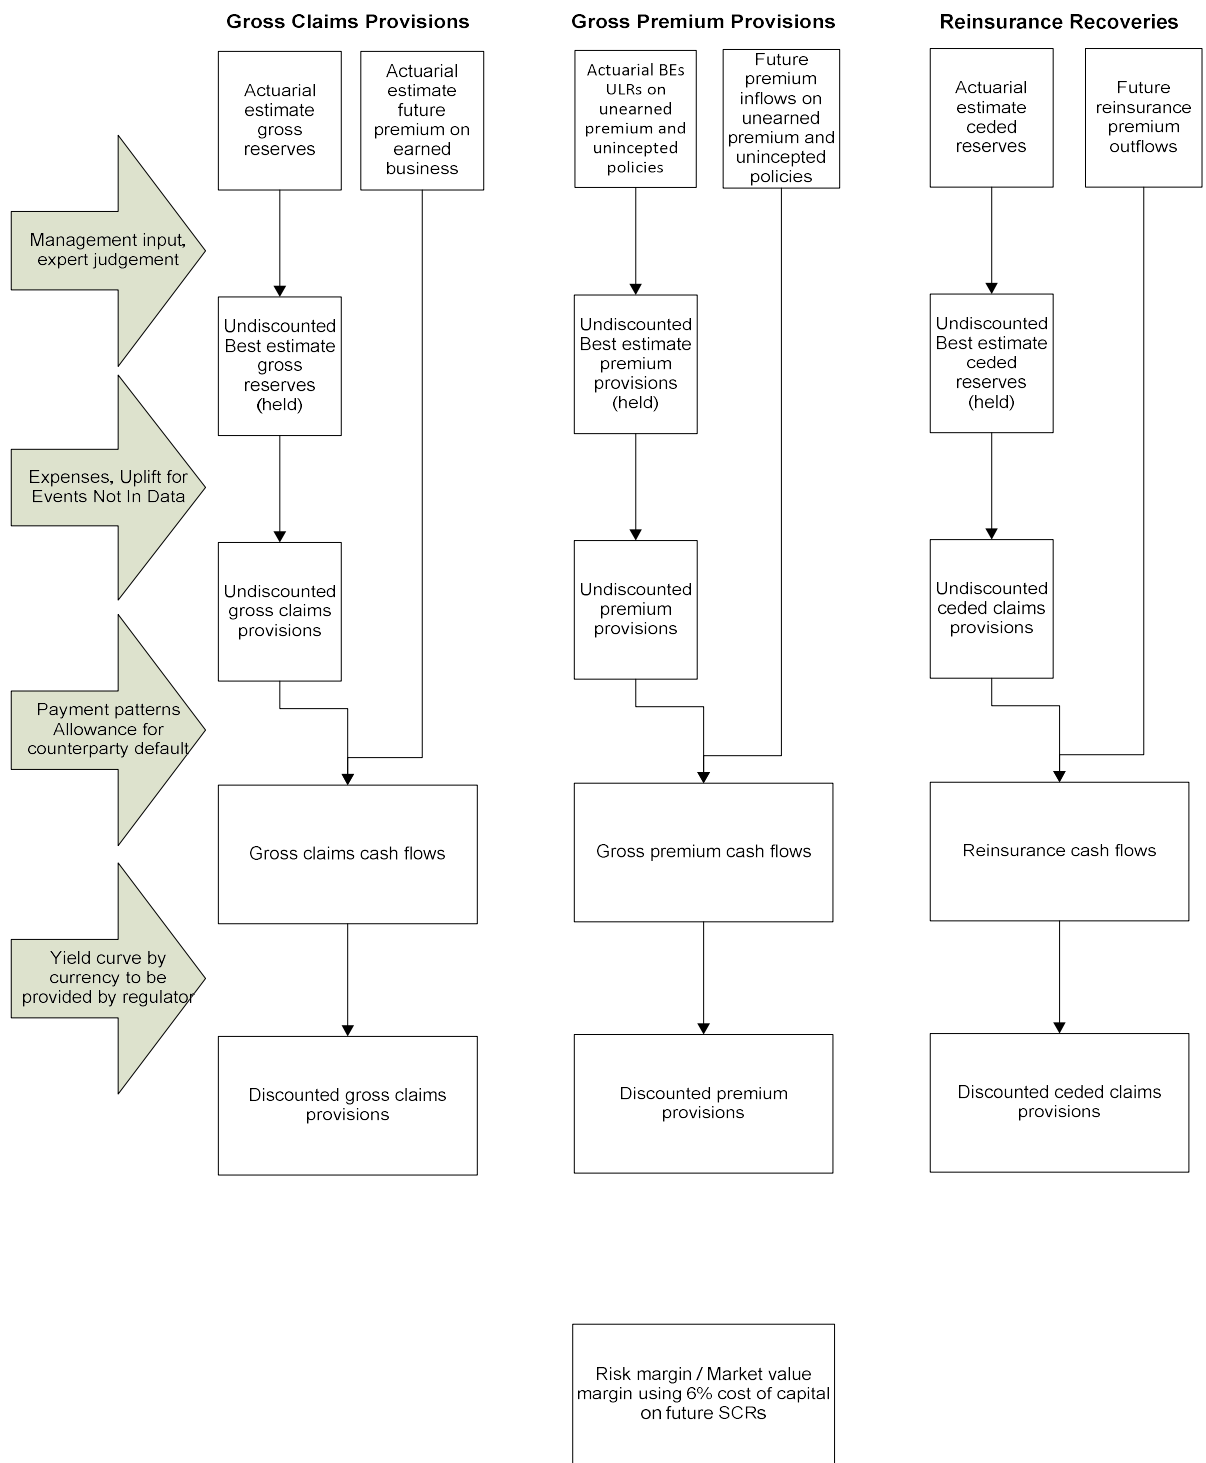 Gross Claims Provisions
Gross Premium Provisions
Reinsurance Recoveries
Actuarial
estimate
gross
reserves
Actuarial
estimate
future
premium on
earned
business
Actuarial BEs
ULRs on
unearned
premium and
unincepted
policies
Future
premium
inflows on
unearned
premium and
unincepted
policies
Actuarial
estimate
ceded
reserves
Future
reinsurance
premium
outflows
Management input,
expert judgement
Undiscounted
Best estimate
gross
reserves
(held)
Undiscounted
Best estimate
premium
provisions
(held)
Undiscounted
Best estimate
ceded
reserves
(held)
Expenses, Uplift for
Events Not In Data
Undiscounted
gross claims
provisions
Undiscounted
premium
provisions
Undiscounted
ceded claims
provisions
Payment patterns
Allowance for
counterparty default
Gross claims cash flows
Gross premium cash flows
Reinsurance cash flows
Yield curve by
currency to be
provided by regulator
Discounted gross claims
provisions
Discounted premium
provisions
Discounted ceded claims
provisions
Risk margin / Market value
margin using 6% cost of capital
on future SCRs